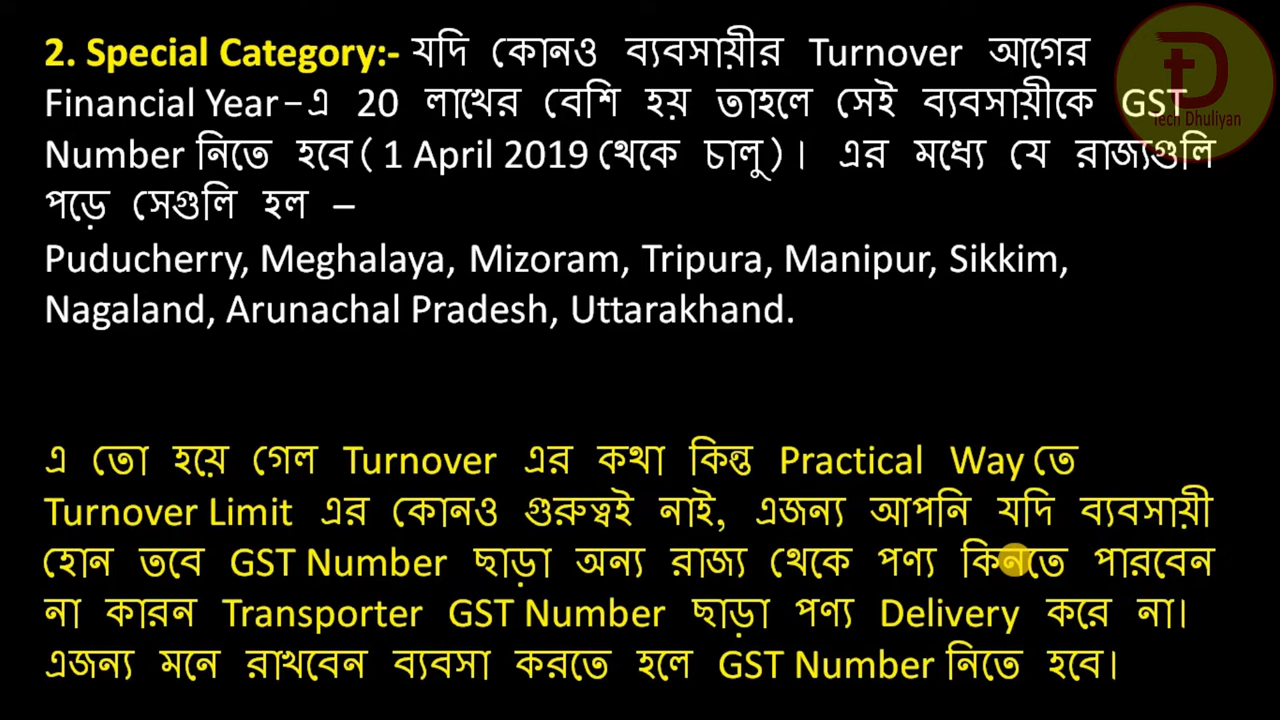 2. Special Category:- যদি কোনও ব্যবসায়ীর Turnover আগের
Financial Year-এ 20 লাখের বেশি হয় তাহলে সেই ব্যবসায়ীকে GST
Number নিতে হবে ( 1 April 2019 থেকে চালু )। এর মধ্যে যে রাজ্যগুলি
পড়ে সেগুলি হল –
Puducherry, Meghalaya, Mizoram, Tripura, Manipur, Sikkim,
Nagaland, Arunachal Pradesh, Uttarakhand.
এ তো হয়ে গেল Turnover এর কথা কিন্ত Practical Way তে
Turnover Limit এর কোনও গুরুত্বই নাই, এজন্য আপনি যদি ব্যবসায়ী
হোন তবে GST Number ছাড়া অন্য রাজ্য থেকে পণ্য কিনতে পারবেন
না কারন Transporter GST Number ছাড়া পণ্য Delivery করে না।
এজন্য মনে রাখবেন ব্যবসা করতে হলে GST Number নিতে হবে।
Tech Dhuliyan